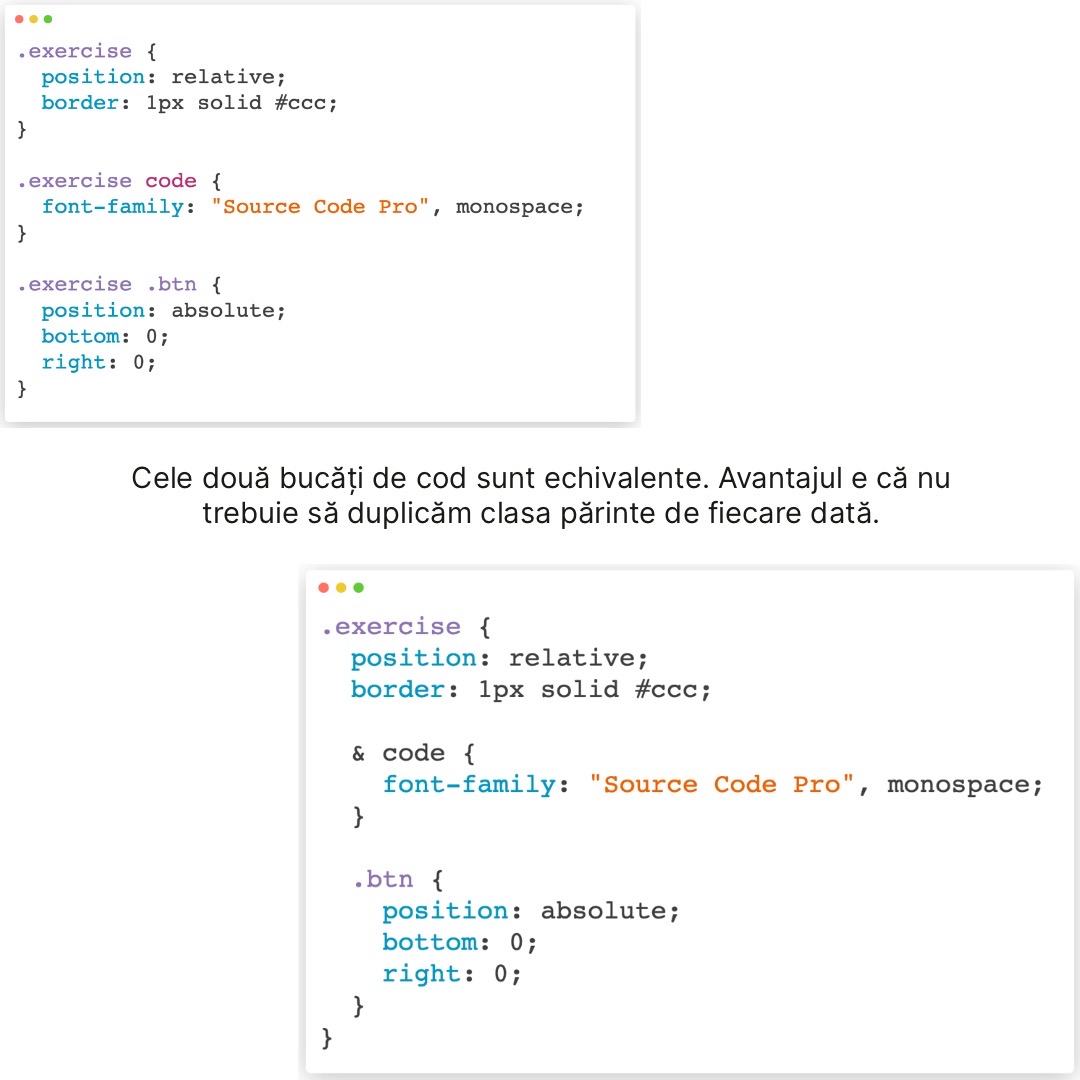 .exercise {
  position: relative;
  border: 1px solid #ccc;
}
.exercise code {
  font-family: "Source Code Pro", monospace;
}
.exercise .btn {
  position: absolute;
  bottom: 0;
  right: 0;
}
Cele două bucăți de cod sunt echivalente. Avantajul e că nu
trebuie să duplicăm clasa părinte de fiecare dată.
.exercise {
  position: relative;
  border: 1px solid #ccc;
  & code {
    font-family: "Source Code Pro", monospace;
  }
  .btn {
    position: absolute;
    bottom: 0;
    right: 0;
  }
}